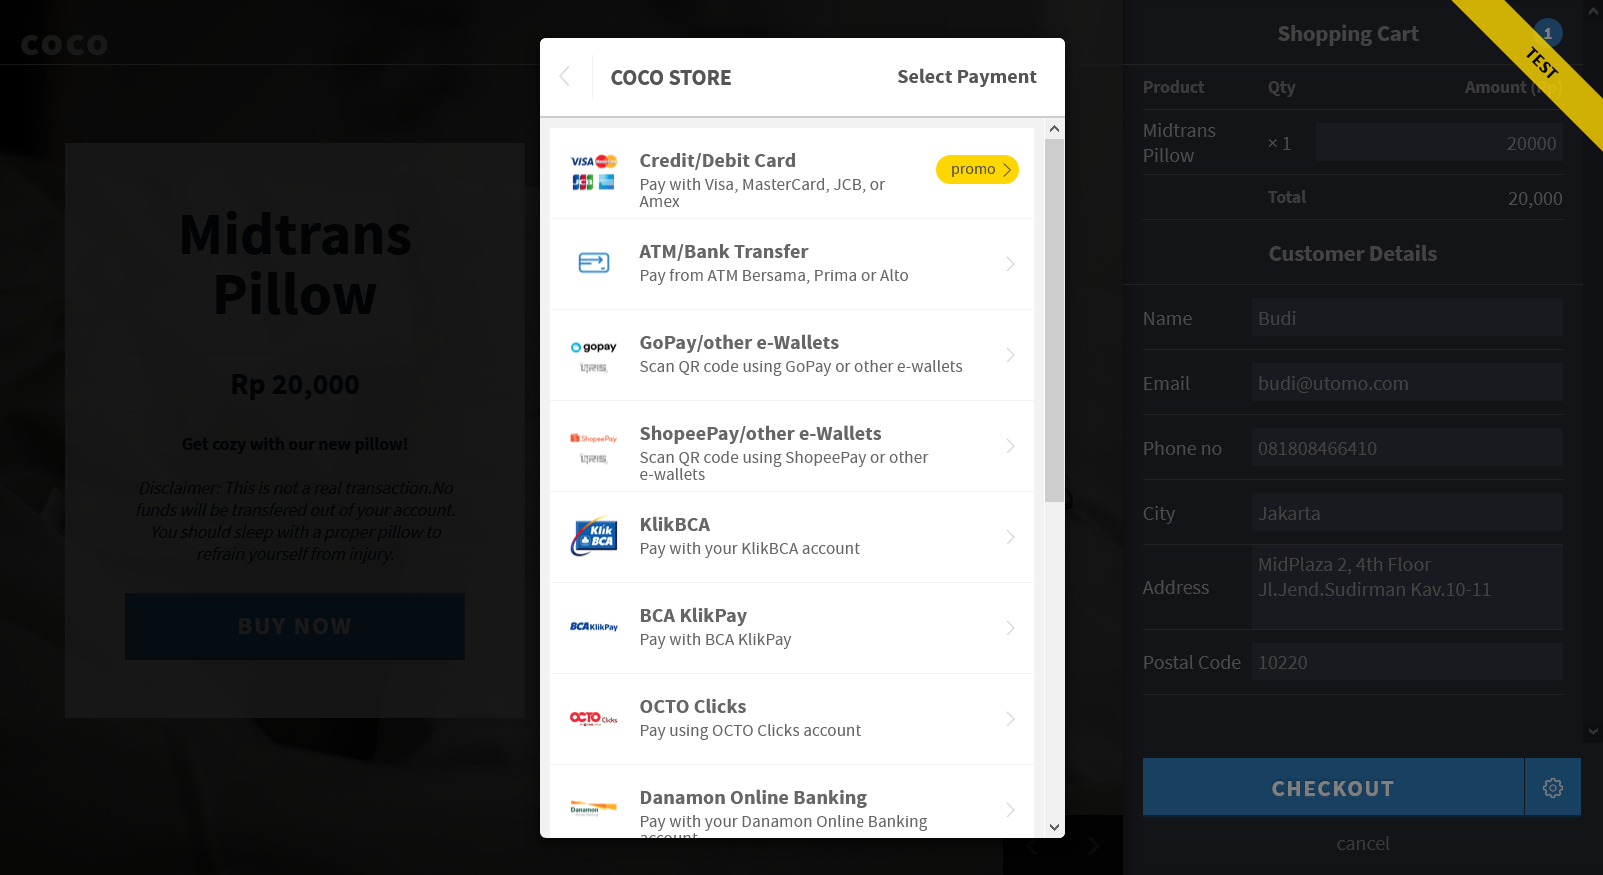 coco
Midtrans
Pillow
Rp 20,000
Get cozy with our new pillow!
Disclaimer: This is not a real transaction.No
funds will be transfered out of your account.
You should sleep with a proper pillow to
refrain yourself from injury.
BUY NOW
COCO STORE
Select Payment
VISA
JCB
Credit/Debit Card
Pay with Visa, MasterCard, JCB, or
Amex
promo
ATM/Bank Transfer
Pay from ATM Bersama, Prima or Alto
gopay
QRIS
GoPay/other e-Wallets
Scan QR code using GoPay or other e-wallets
ShopeePay
QRIS
ShopeePay/other e-Wallets
Scan QR code using ShopeePay or other
e-wallets
Klik
BCA
KlikBCA
Pay with your KlikBCA account
BCA KlikPay
BCA KlikPay
Pay with BCA KlikPay
OCTO Clicks
OCTO Clicks
Pay using OCTO Clicks account
Danamon
Danamon Online Banking
Pay with your Danamon Online Banking
account
Shopping Cart
1
TEST
Product Qty Amount (Rp)
Midtrans
Pillow
× 1
20000
Total 20,000
Customer Details
Name Budi
Email budi@utomo.com
Phone no 081808466410
City Jakarta
Address
MidPlaza 2, 4th Floor
Jl.Jend.Sudirman Kav.10-11
Postal Code 10220
CHECKOUT
cancel